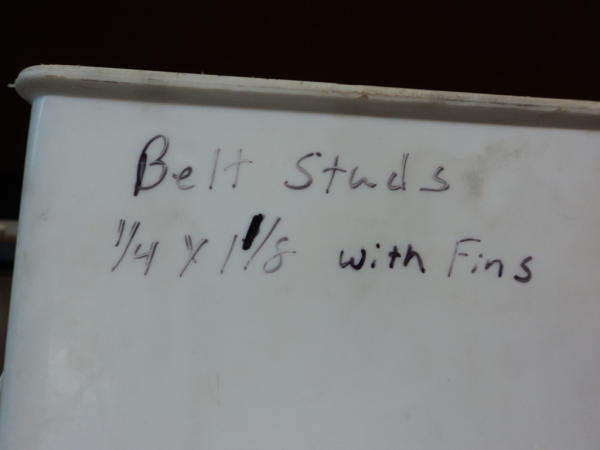 Belt Studs
1/4 X 1 1/8 with Fins